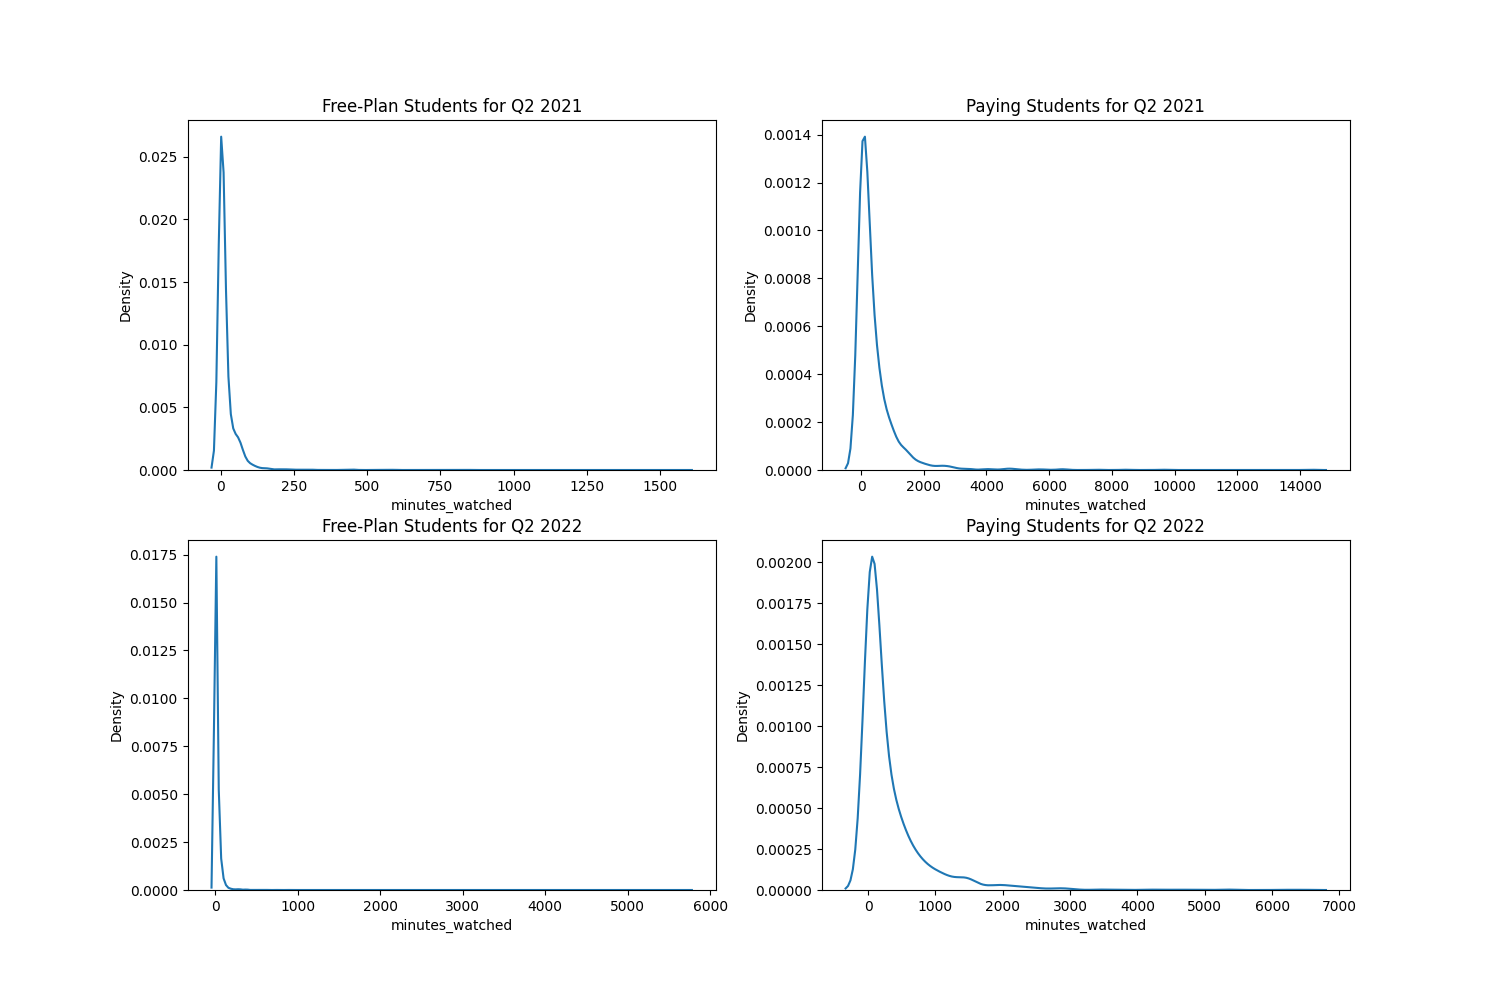 Free-Plan Students for Q2 2021
Density
0.025
0.020
0.015
0.010
0.005
0.000
0 250 500 750 1000 1250 1500
minutes_watched
Paying Students for Q2 2021
Density
0.0014
0.0012
0.0010
0.0008
0.0006
0.0004
0.0002
0.0000
0 2000 4000 6000 8000 10000 12000 14000
minutes_watched
Free-Plan Students for Q2 2022
Density
0.0175
0.0150
0.0125
0.0100
0.0075
0.0050
0.0025
0.0000
0 1000 2000 3000 4000 5000 6000
minutes_watched
Paying Students for Q2 2022
Density
0.00200
0.00175
0.00150
0.00125
0.00100
0.00075
0.00050
0.00025
0.00000
0 1000 2000 3000 4000 5000 6000 7000
minutes_watched